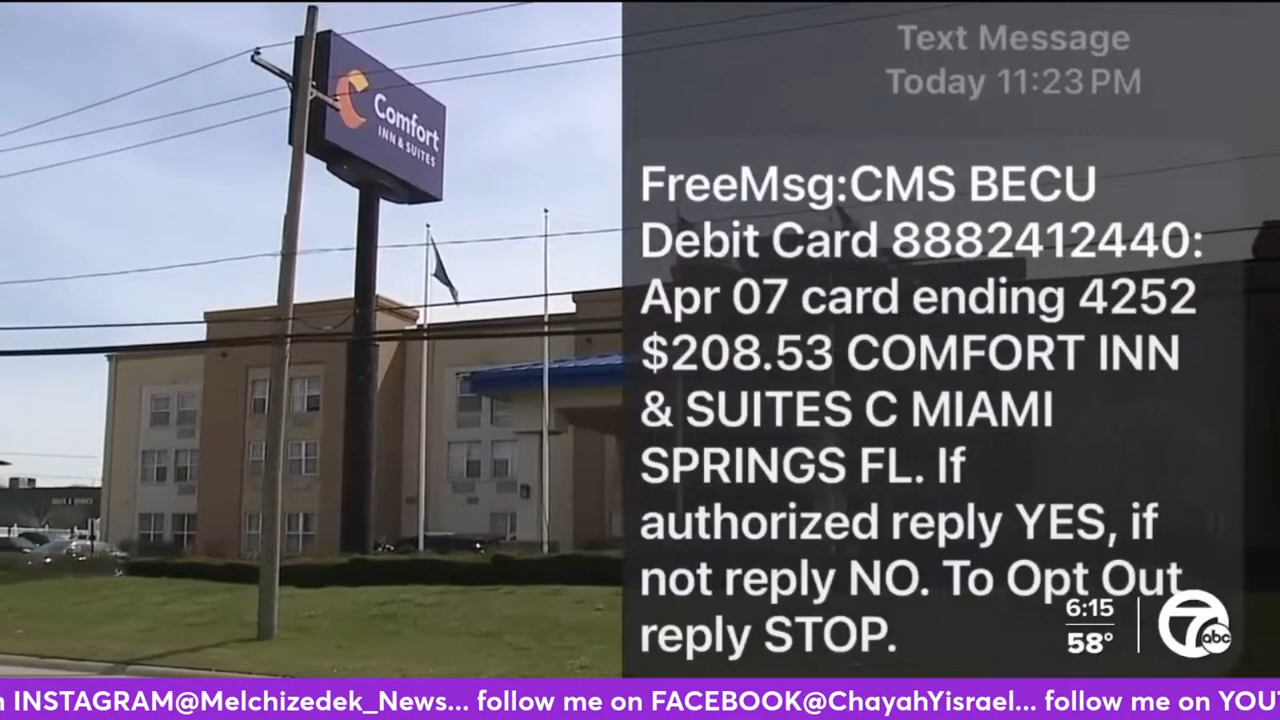 Comfort
INN & SUITES
Text Message
Today 11:23 PM
FreeMsg:CMS BECU
Debit Card 8882412440:
Apr 07 card ending 4252
$208.53 COMFORT INN
& SUITES C MIAMI
SPRINGS FL. If
authorized reply YES, if
not reply NO. To Opt Out
reply STOP.
6:15
58°
7 abc
INSTAGRAM@Melchizedek_News... follow me on FACEBOOK@ChayahYisrael... follow me on YOU